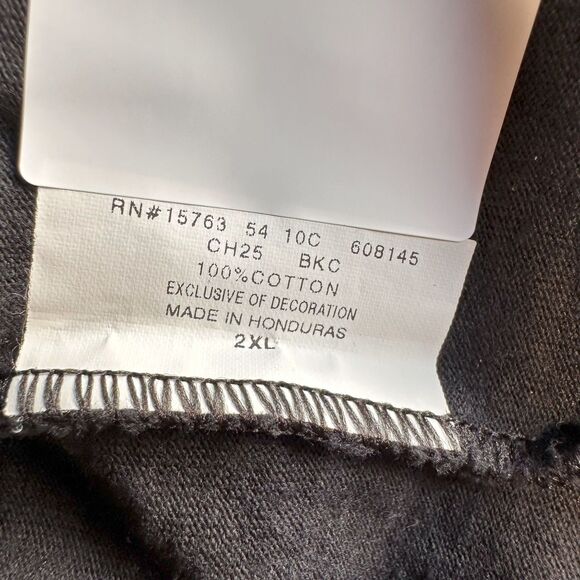 RN#15763 54 10C 608145
CH25 BKC
100%COTTON
EXCLUSIVE OF DECORATION
MADE IN HONDURAS
2XL